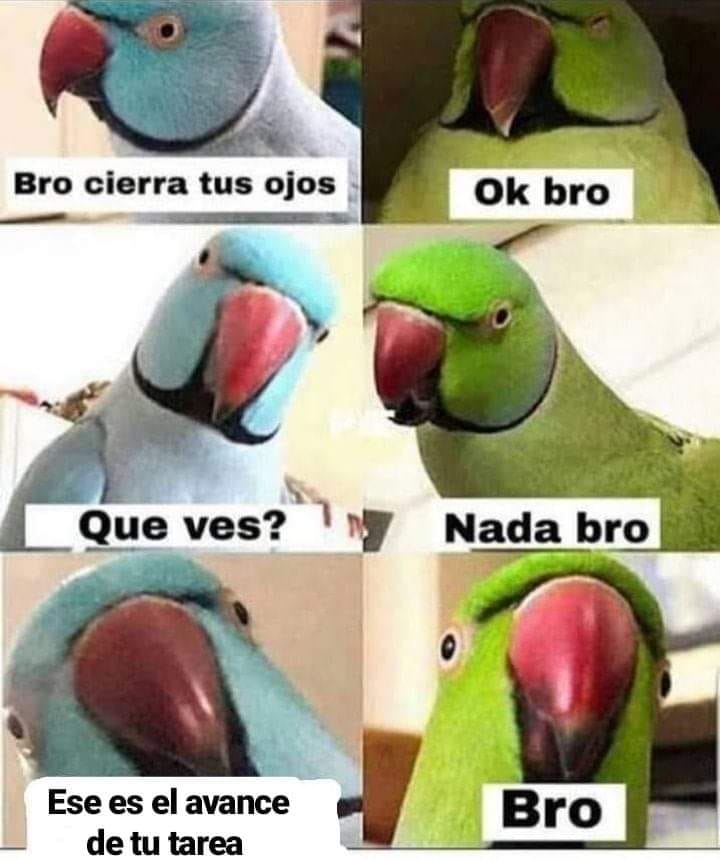 Bro cierra tus ojos
Ok bro
Que ves?
Nada bro
Ese es el avance
de tu tarea
Bro